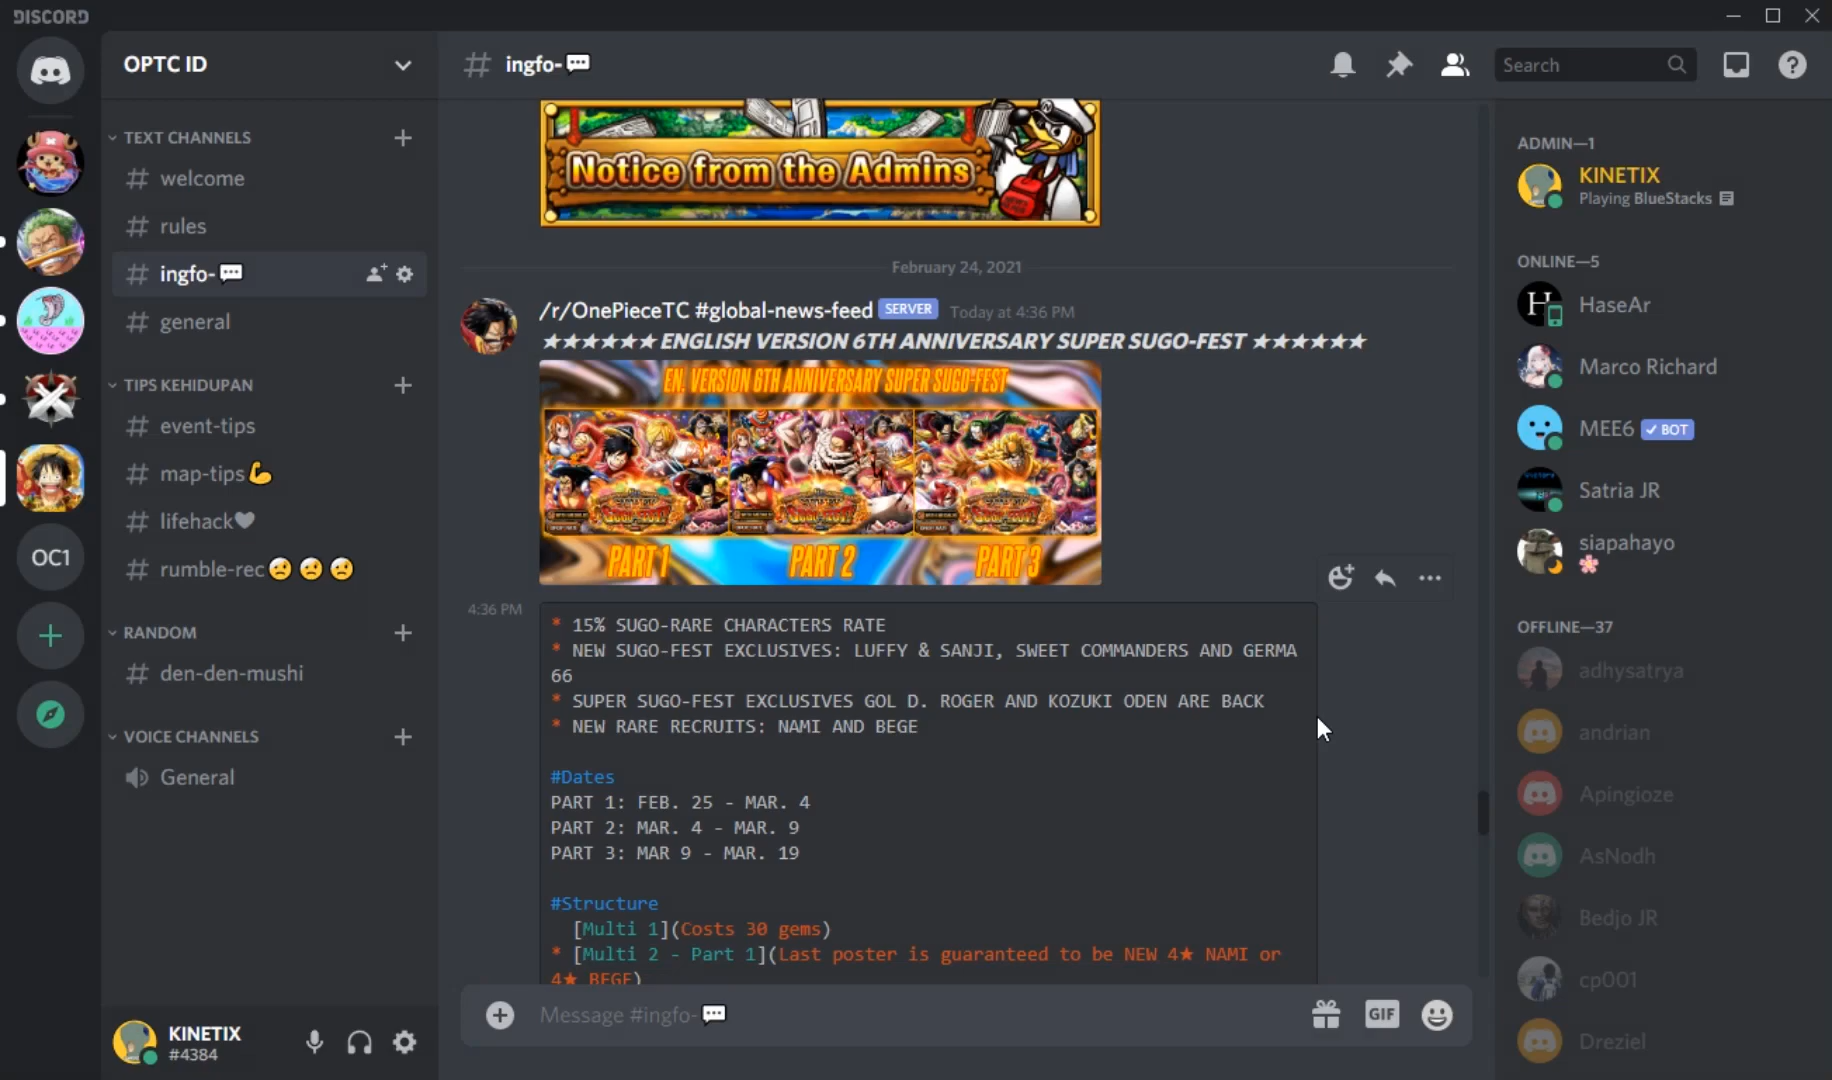 DISCORD
OPTC ID
TEXT CHANNELS
# welcome
# rules
# ingfo-💬
# general
TIPS KEHIDUPAN
# event-tips
# map-tips💪
# lifehack🖤
# rumble-rec😢😢😢
RANDOM
# den-den-mushi
VOICE CHANNELS
General
OC1
KINETIX
#4384
# ingfo-💬
Search
Notice from the Admins
February 24, 2021
/r/OnePieceTC #global-news-feed SERVER Today at 4:36 PM
★★★★★★ ENGLISH VERSION 6TH ANNIVERSARY SUPER SUGO-FEST ★★★★★★
EN. VERSION 6TH ANNIVERSARY SUPER SUGO-FEST
PART 1 PART 2 PART 3
4:36 PM
* 15% SUGO-RARE CHARACTERS RATE
* NEW SUGO-FEST EXCLUSIVES: LUFFY & SANJI, SWEET COMMANDERS AND GERMA
66
* SUPER SUGO-FEST EXCLUSIVES GOL D. ROGER AND KOZUKI ODEN ARE BACK
* NEW RARE RECRUITS: NAMI AND BEGE
#Dates
PART 1: FEB. 25 - MAR. 4
PART 2: MAR. 4 - MAR. 9
PART 3: MAR 9 - MAR. 19
#Structure
[Multi 1](Costs 30 gems)
* [Multi 2 - Part 1](Last poster is guaranteed to be NEW 4★ NAMI or
4★ BEGE)
Message #ingfo-💬
GIF
ADMIN—1
KINETIX
Playing BlueStacks
ONLINE—5
HaseAr
Marco Richard
MEE6 ✓ BOT
Satria JR
siapahayo
🌸
OFFLINE—37
adhysatrya
andrian
Apingioze
AsNodh
Bedjo JR
cp001
Dreziel